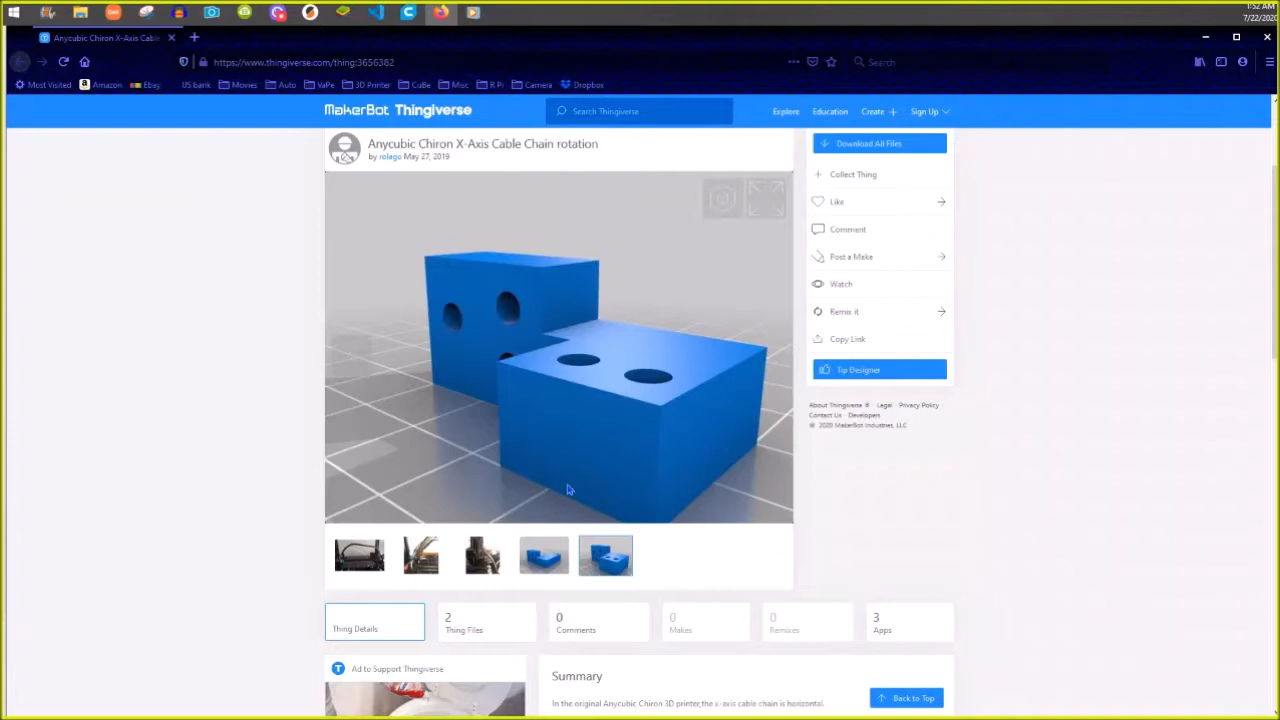 1:52 AM
7/22/2020
Anycubic Chiron X-Axis Cable
https://www.thingiverse.com/thing:3656382
Search
Most Visited Amazon Ebay US bank Movies Auto VaPe 3D Printer CuBe Misc R Pi Camera Dropbox
MakerBot Thingiverse Search Thingiverse Explore Education Create Sign Up
Anycubic Chiron X-Axis Cable Chain rotation
by rolago May 27, 2019
Download All Files
Collect Thing
Like
Comment
Post a Make
Watch
Remix it
Copy Link
Tip Designer
About Thingiverse ® Legal Privacy Policy
Contact Us Developers
© 2020 MakerBot Industries, LLC
Thing Details
2
Thing Files
0
Comments
0
Makes
0
Remixes
3
Apps
Ad to Support Thingiverse
Summary
In the original Anycubic Chiron 3D printer,the x-axis cable chain is horizontal.
Back to Top